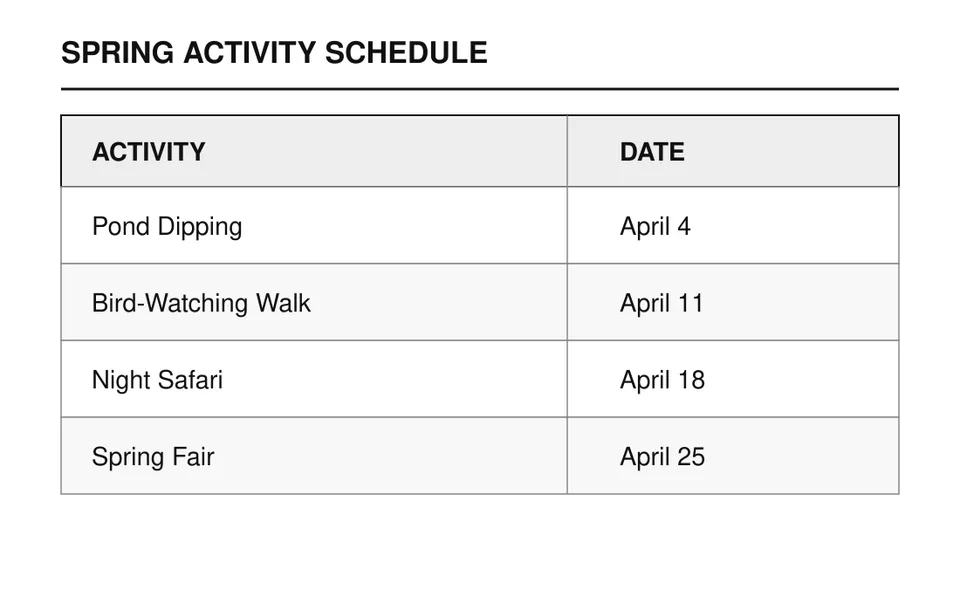 SPRING ACTIVITY SCHEDULE
ACTIVITY DATE
Pond Dipping April 4
Bird-Watching Walk April 11
Night Safari April 18
Spring Fair April 25